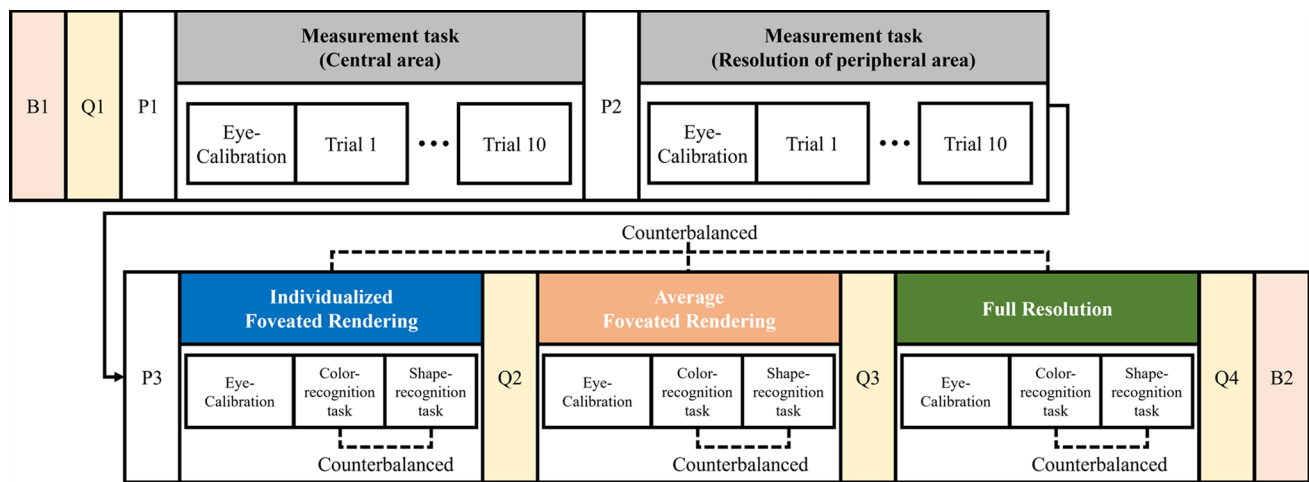 B1
Q1
P1
Measurement task
(Central area)
Eye-
Calibration
Trial 1
•••
Trial 10
P2
Measurement task
(Resolution of peripheral area)
Eye-
Calibration
Trial 1
•••
Trial 10
Counterbalanced
P3
Individualized
Foveated Rendering
Eye-
Calibration
Color-
recognition
task
Shape-
recognition
task
Counterbalanced
Q2
Average
Foveated Rendering
Eye-
Calibration
Color-
recognition
task
Shape-
recognition
task
Counterbalanced
Q3
Full Resolution
Eye-
Calibration
Color-
recognition
task
Shape-
recognition
task
Counterbalanced
Q4
B2